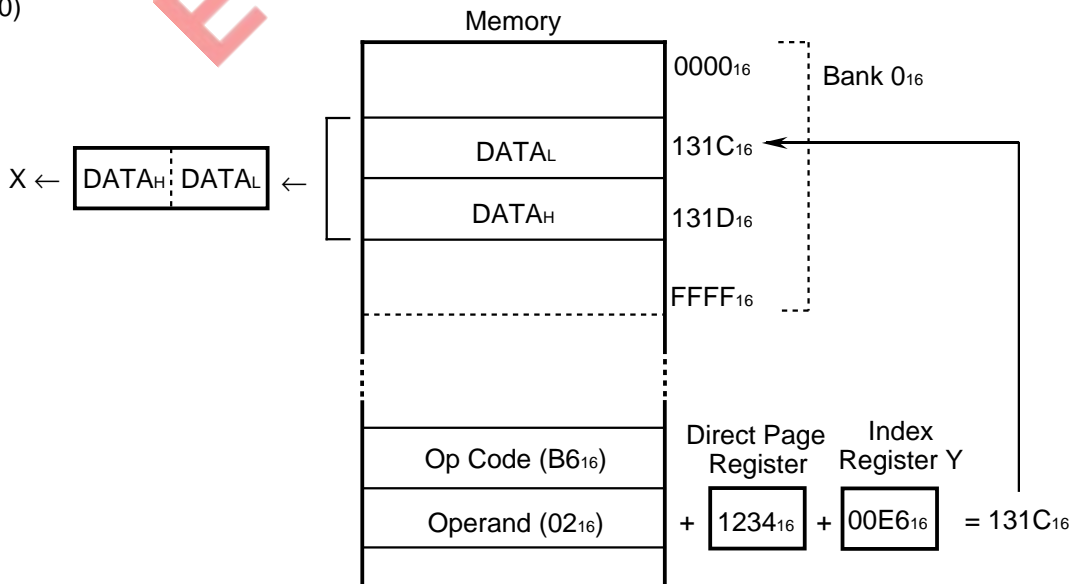 0)
Memory
0000₁₆
Bank 0₁₆
DATAL
131C₁₆
X ← DATAH DATAL ←
DATAH
131D₁₆
FFFF₁₆
Direct Page Register
Index Register Y
Op Code (B6₁₆)
Operand (02₁₆) + 1234₁₆ + 00E6₁₆ = 131C₁₆